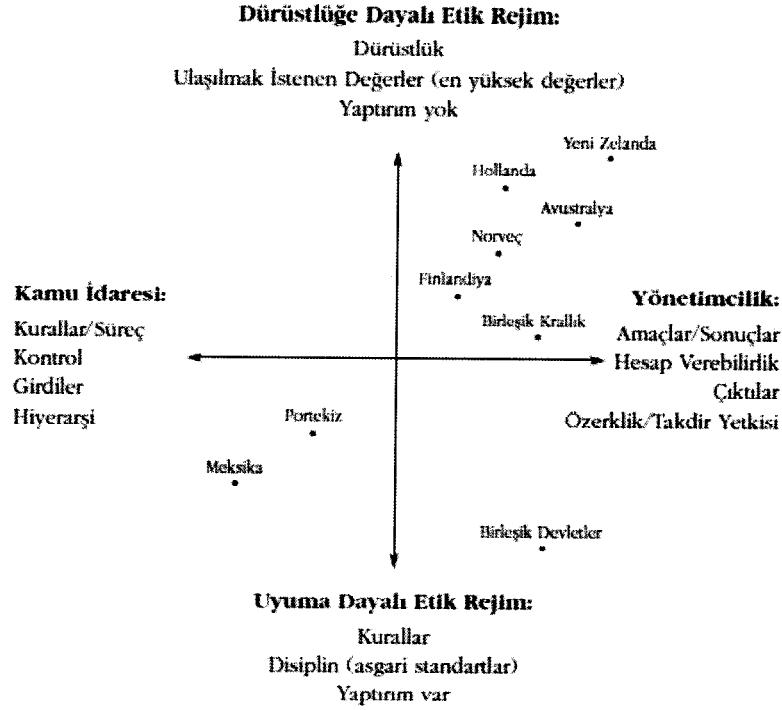 Dürüstlüğe Dayalı Etik Rejim:
Dürüstlük
Ulaşılmak İstenen Değerler (en yüksek değerler)
Yaptırım yok
Yeni Zelanda
Hollanda
Avustralya
Norveç
Finlandiya
Birleşik Krallık
Kamu İdaresi:
Kurallar/Süreç
Kontrol
Girdiler
Hiyerarşi
Yönetimcilik:
Amaçlar/Sonuçlar
Hesap Verebilirlik
Çıktılar
Özerklik/Takdir Yetkisi
Portekiz
Meksika
Birleşik Devletler
Uyuma Dayalı Etik Rejim:
Kurallar
Disiplin (asgari standartlar)
Yaptırım var